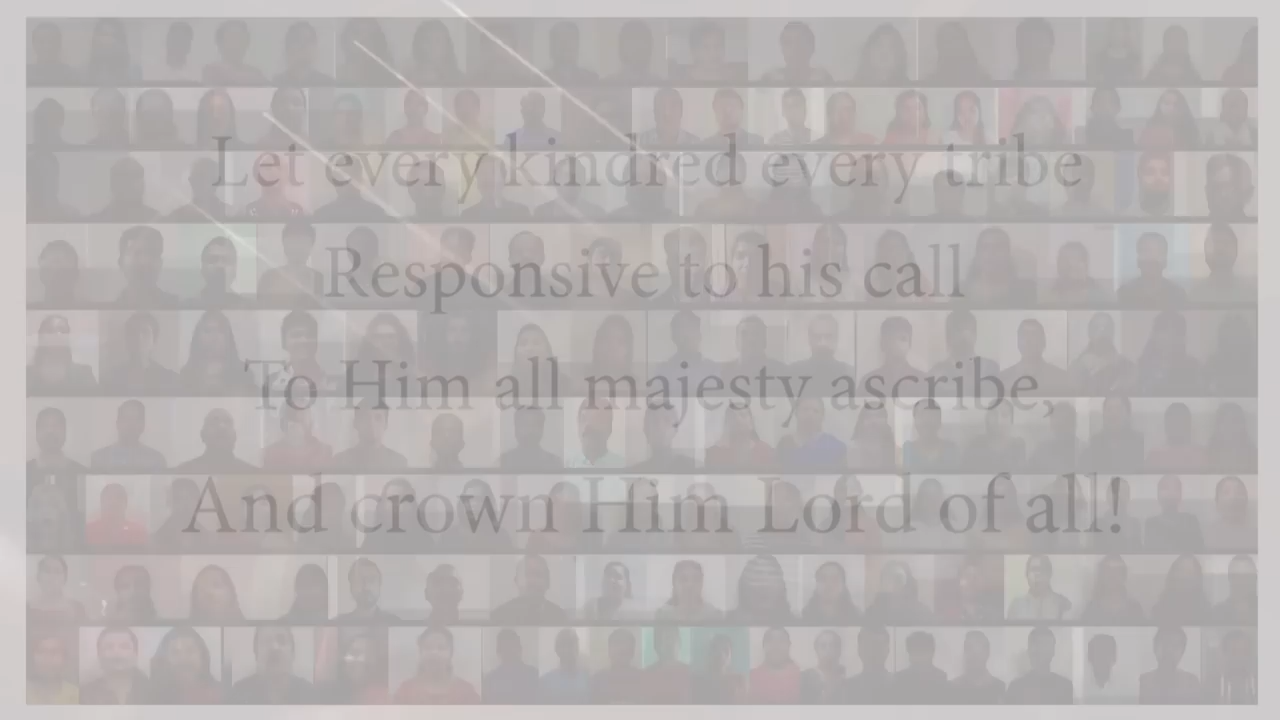 Let every kindred every tribe
Responsive to his call
To Him all majesty ascribe,
And crown Him Lord of all!